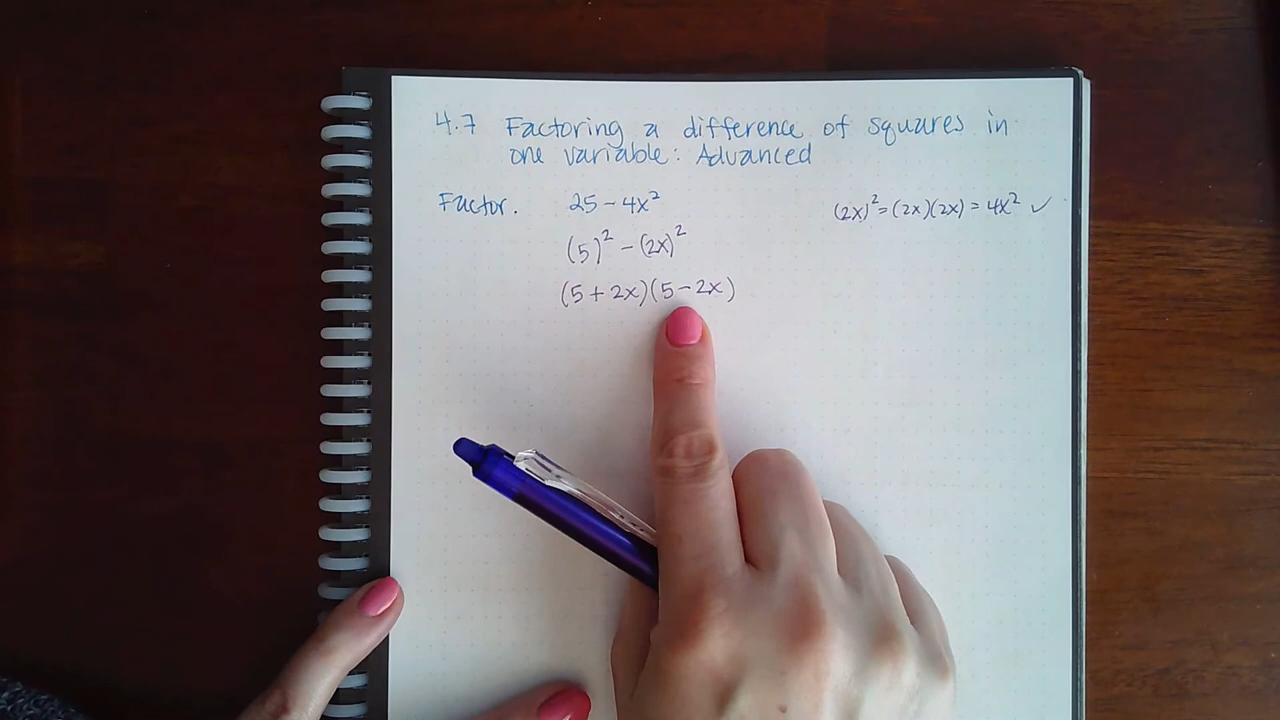 4.7 Factoring a difference of squares in
one variable: Advanced
Factor. 25 - 4x² (2x)² = (2x)(2x) = 4x² ✓
(5)² - (2x)²
(5 + 2x)(5 - 2x)